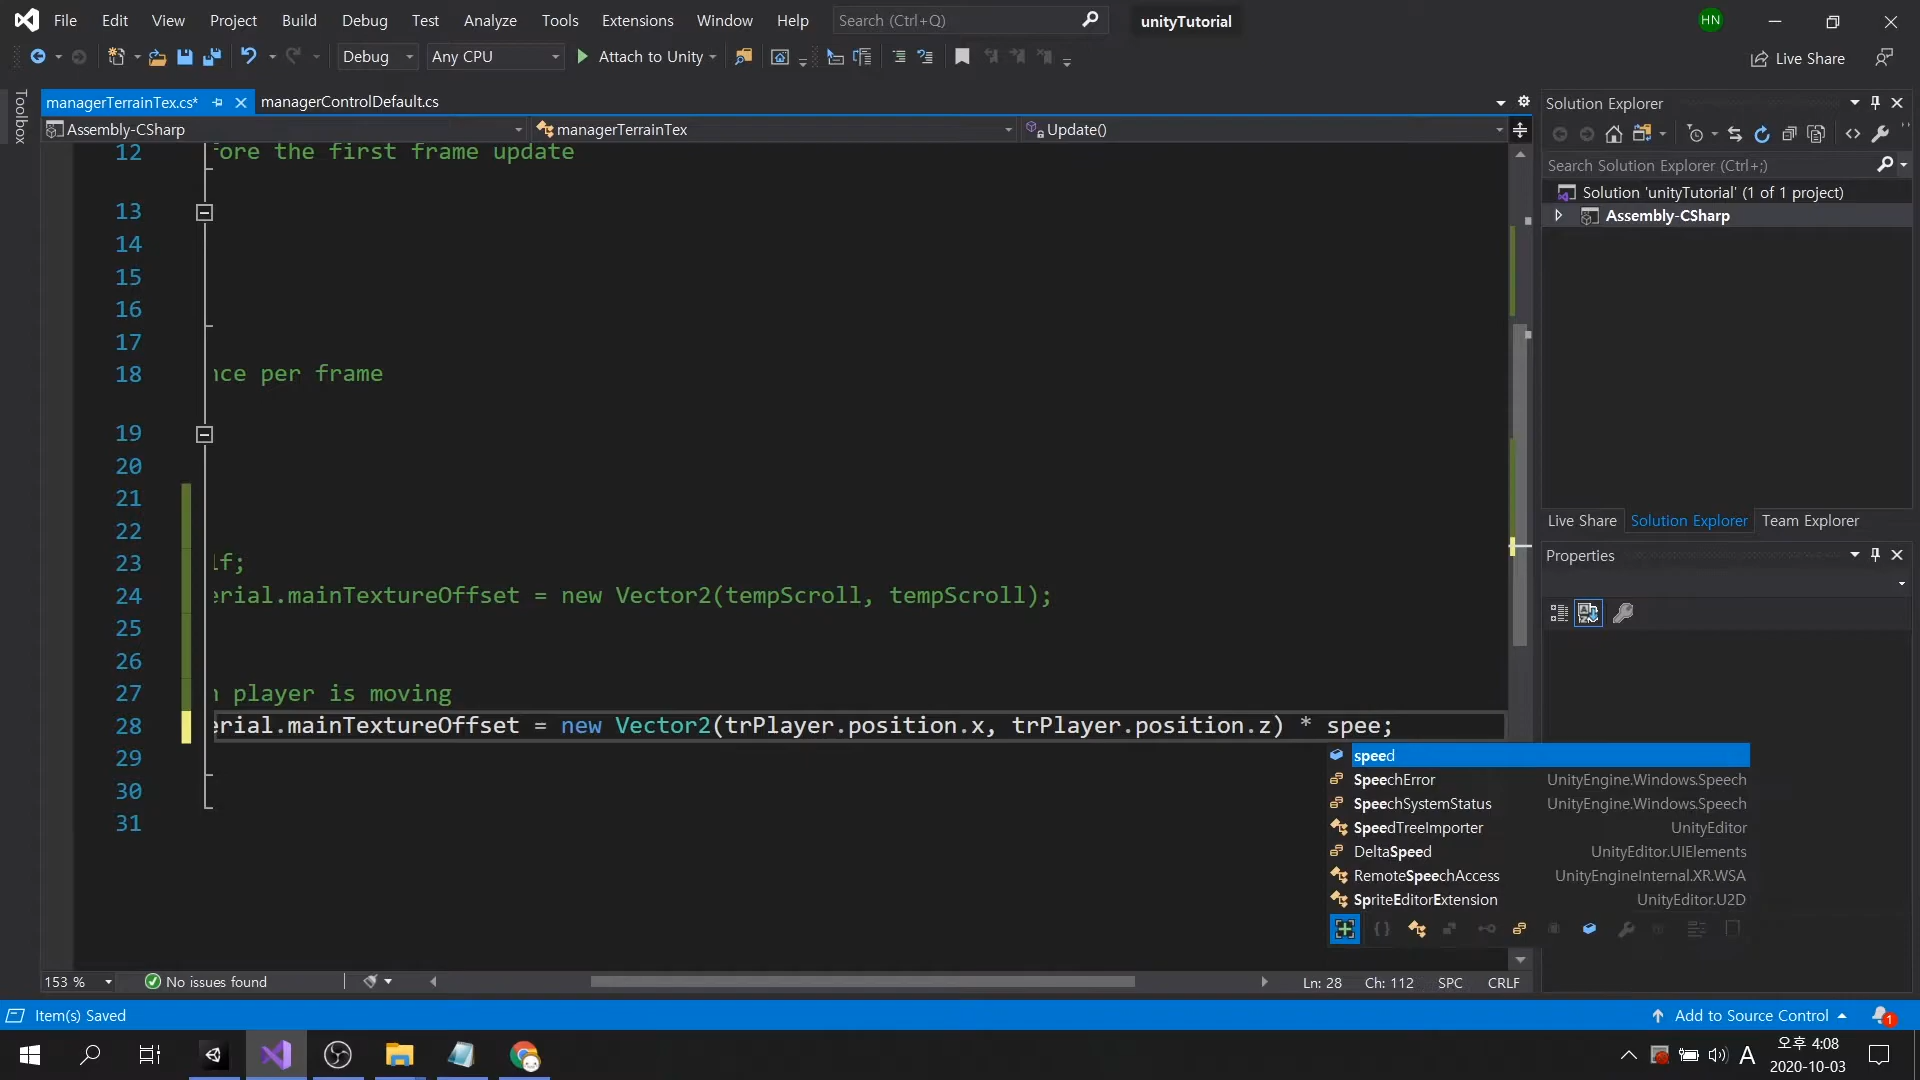 File Edit View Project Build Debug Test Analyze Tools Extensions Window Help Search (Ctrl+Q) unityTutorial HN
Debug Any CPU Attach to Unity Live Share
Toolbox
managerTerrainTex.cs* managerControlDefault.cs
Assembly-CSharp managerTerrainTex Update()
12 fore the first frame update
13
14
15
16
17
18 nce per frame
19
20
21
22
23 lf;
24 erial.mainTextureOffset = new Vector2(tempScroll, tempScroll);
25
26
27 n player is moving
28 erial.mainTextureOffset = new Vector2(trPlayer.position.x, trPlayer.position.z) * spee;
29
30
31
speed
SpeechError UnityEngine.Windows.Speech
SpeechSystemStatus UnityEngine.Windows.Speech
SpeedTreeImporter UnityEditor
DeltaSpeed UnityEditor.UIElements
RemoteSpeechAccess UnityEngineInternal.XR.WSA
SpriteEditorExtension UnityEditor.U2D
153 % No issues found Ln: 28 Ch: 112 SPC CRLF
Solution Explorer
Search Solution Explorer (Ctrl+;)
Solution 'unityTutorial' (1 of 1 project)
Assembly-CSharp
Live Share Solution Explorer Team Explorer
Properties
Item(s) Saved Add to Source Control 1
A 오후 4:08
2020-10-03